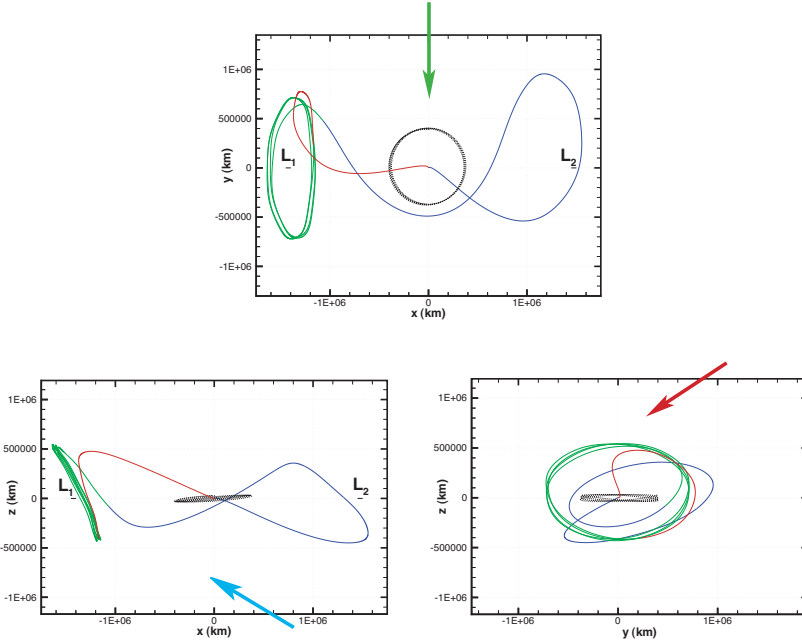 1E+06
500000
0
-500000
-1E+06
y (km)
L1
L2
-1E+06
0
1E+06
x (km)
1E+06
500000
0
-500000
-1E+06
z (km)
L1
L2
-1E+06
0
1E+06
x (km)
1E+06
500000
0
-500000
-1E+06
z (km)
-1E+06
0
1E+06
y (km)